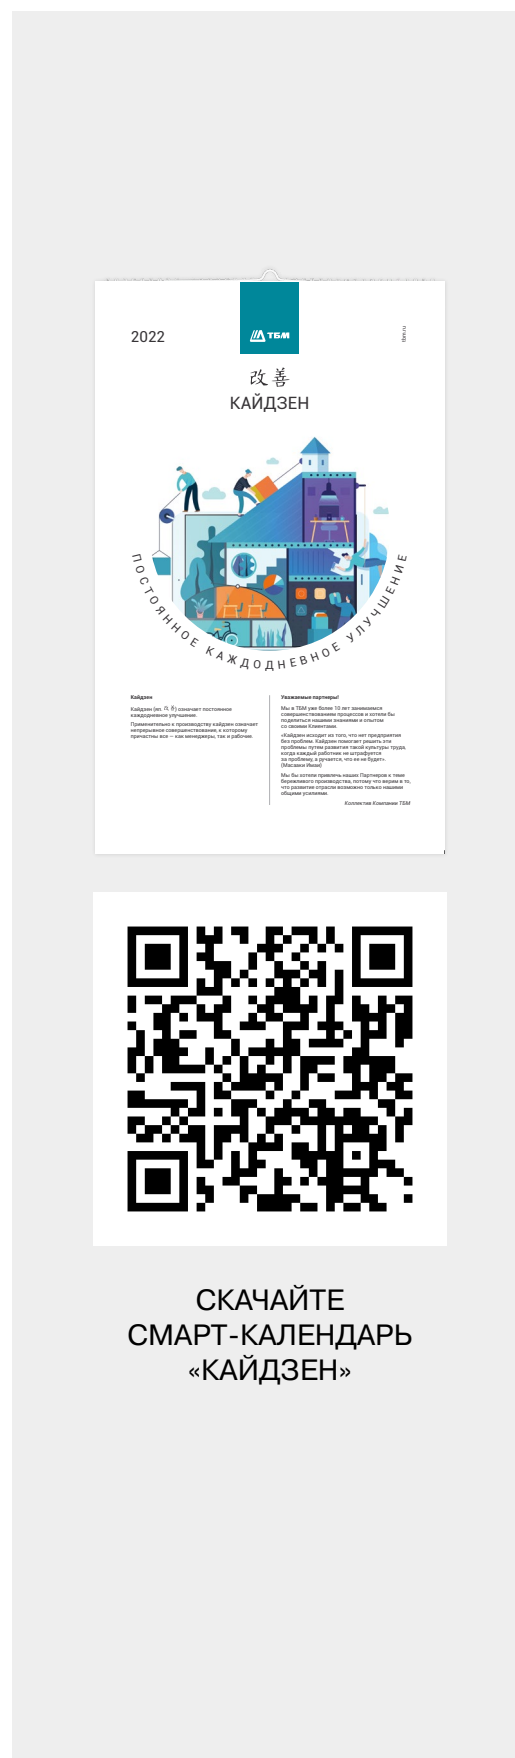 2022
ТБМ
tbm.ru
改善
КАЙДЗЕН
ПОСТОЯННОЕ КАЖДОДНЕВНОЕ УЛУЧШЕНИЕ
Кайдзен
Кайдзен (яп. 改善) означает постоянное
каждодневное улучшение.
Применительно к производству кайдзен означает
непрерывное совершенствование, к которому
причастны все — как менеджеры, так и рабочие.
Уважаемые партнеры!
Мы в ТБМ уже более 10 лет занимаемся
совершенствованием процессов и хотели бы
поделиться нашими знаниями и опытом
со своими Клиентами.
«Кайдзен исходит из того, что нет предприятия
без проблем. Кайдзен помогает решить эти
проблемы путем развития такой культуры труда,
когда каждый работник не штрафуется
за проблему, а ручается, что ее не будет».
(Масааки Имаи)
Мы бы хотели привлечь наших Партнеров к теме
бережливого производства, потому что верим в то,
что развитие отрасли возможно только нашими
общими усилиями.
Коллектив Компании ТБМ
СКАЧАЙТЕ
СМАРТ-КАЛЕНДАРЬ
«КАЙДЗЕН»